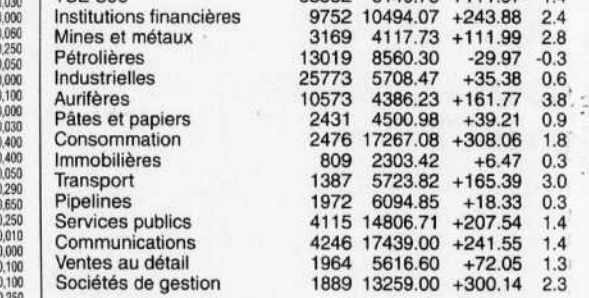 Institutions financières 9752 10494.07 +243.88 2.4
Mines et métaux 3169 4117.73 +111.99 2.8
Pétrolières 13019 8560.30 -29.97 -0.3
Industrielles 25773 5708.47 +35.38 0.6
Aurifères 10573 4386.23 +161.77 3.8
Pâtes et papiers 2431 4500.98 +39.21 0.9
Consommation 2476 17267.08 +308.06 1.8
Immobilières 809 2303.42 +6.47 0.3
Transport 1387 5723.82 +165.39 3.0
Pipelines 1972 6094.85 +18.33 0.3
Services publics 4115 14806.71 +207.54 1.4
Communications 4246 17439.00 +241.55 1.4
Ventes au détail 1964 5616.60 +72.05 1.3
Sociétés de gestion 1889 13259.00 +300.14 2.3